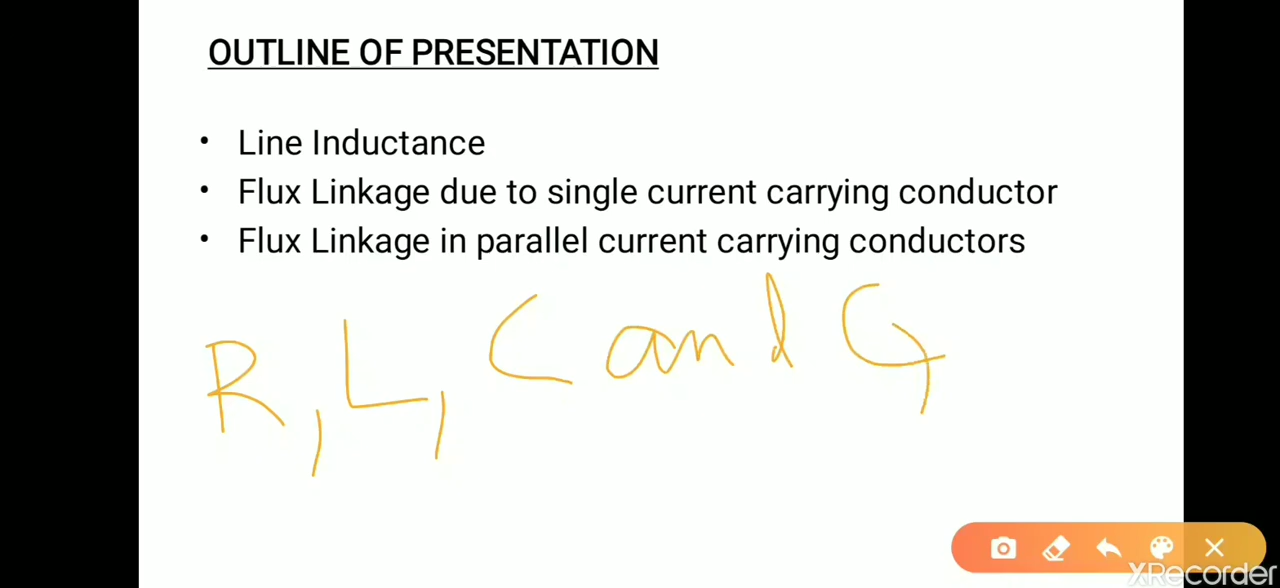 OUTLINE OF PRESENTATION
• Line Inductance
• Flux Linkage due to single current carrying conductor
• Flux Linkage in parallel current carrying conductors
R, L, C and G
XRecorder